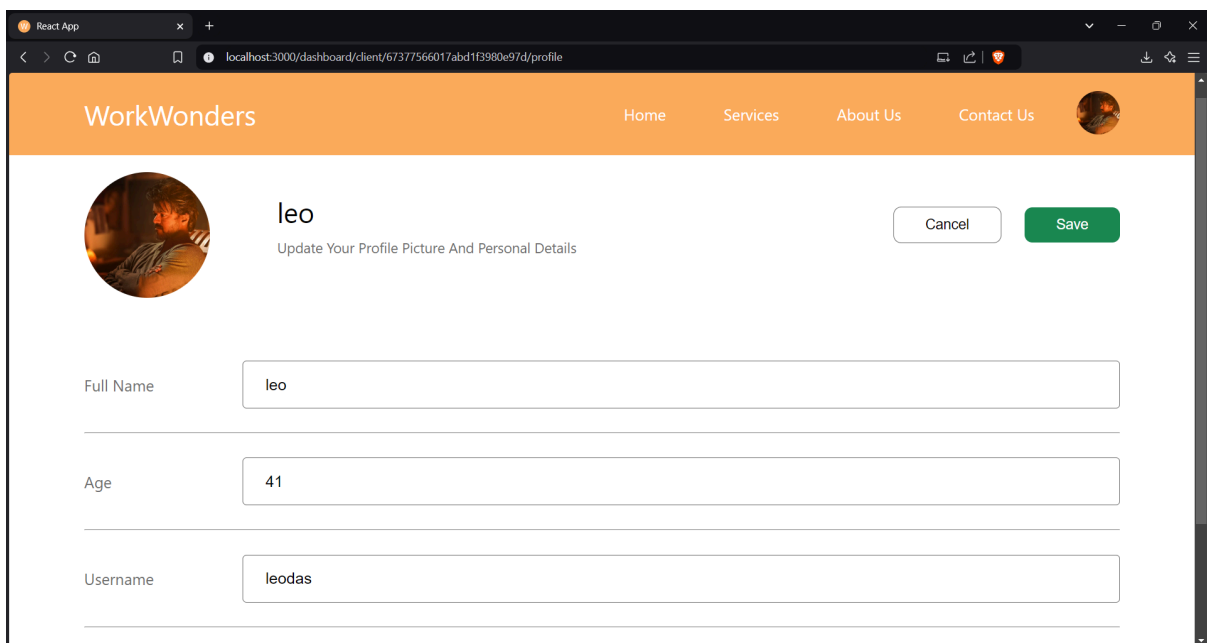 React App
localhost:3000/dashboard/client/67377566017abd1f3980e97d/profile
WorkWonders
Home Services About Us Contact Us
leo
Update Your Profile Picture And Personal Details
Cancel Save
Full Name leo
Age 41
Username leodas